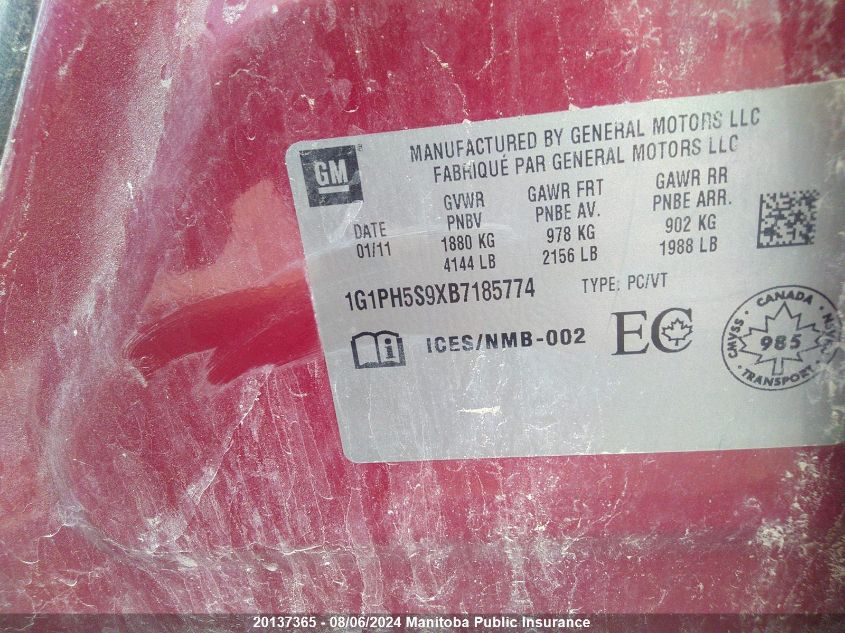 MANUFACTURED BY GENERAL MOTORS LLC
FABRIQUÉ PAR GENERAL MOTORS LLC
GM
DATE
01/11
GVWR
PNBV
1880 KG
4144 LB
GAWR FRT
PNBE AV.
978 KG
2156 LB
GAWR RR
PNBE ARR.
902 KG
1988 LB
1G1PH5S9XB7185774
TYPE: PC/VT
i
ICES/NMB-002
EC
CANADA
CMVSS
985
NSVAC
TRANSPORT
20137365 - 08/06/2024 Manitoba Public Insurance